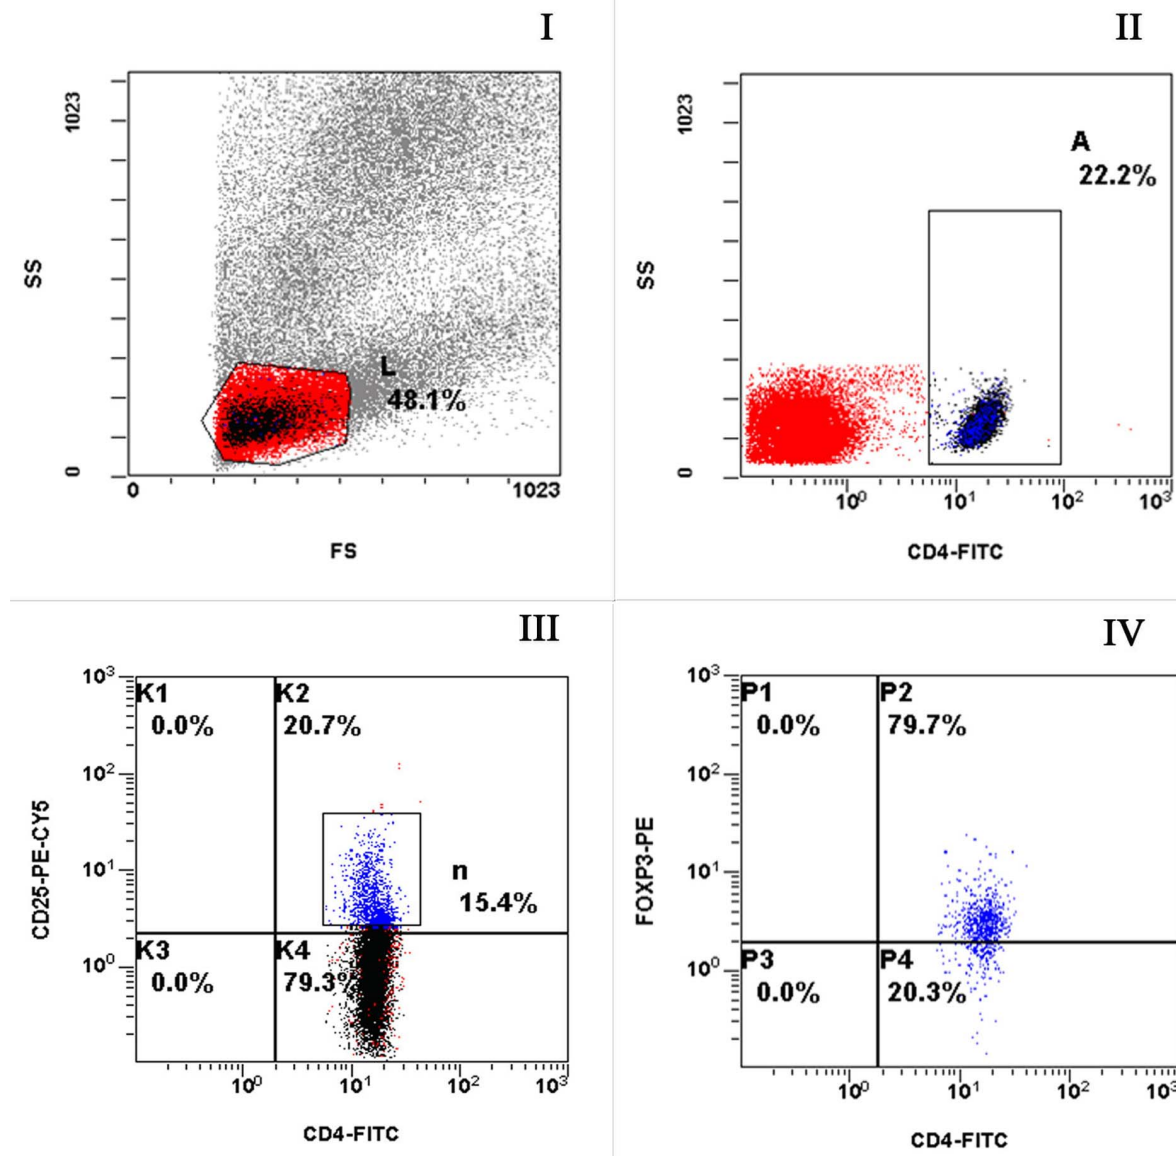 I
1023
SS
0
L
48.1%
0
1023
FS
II
1023
SS
0
A
22.2%
10⁰
10¹
10²
10³
CD4-FITC
III
10³
10²
10¹
10⁰
CD25-PE-CY5
K1
0.0%
K2
20.7%
n
15.4%
K3
0.0%
K4
79.3%
10⁰
10¹
10²
10³
CD4-FITC
IV
10³
10²
10¹
10⁰
FOXP3-PE
P1
0.0%
P2
79.7%
P3
0.0%
P4
20.3%
10⁰
10¹
10²
10³
CD4-FITC